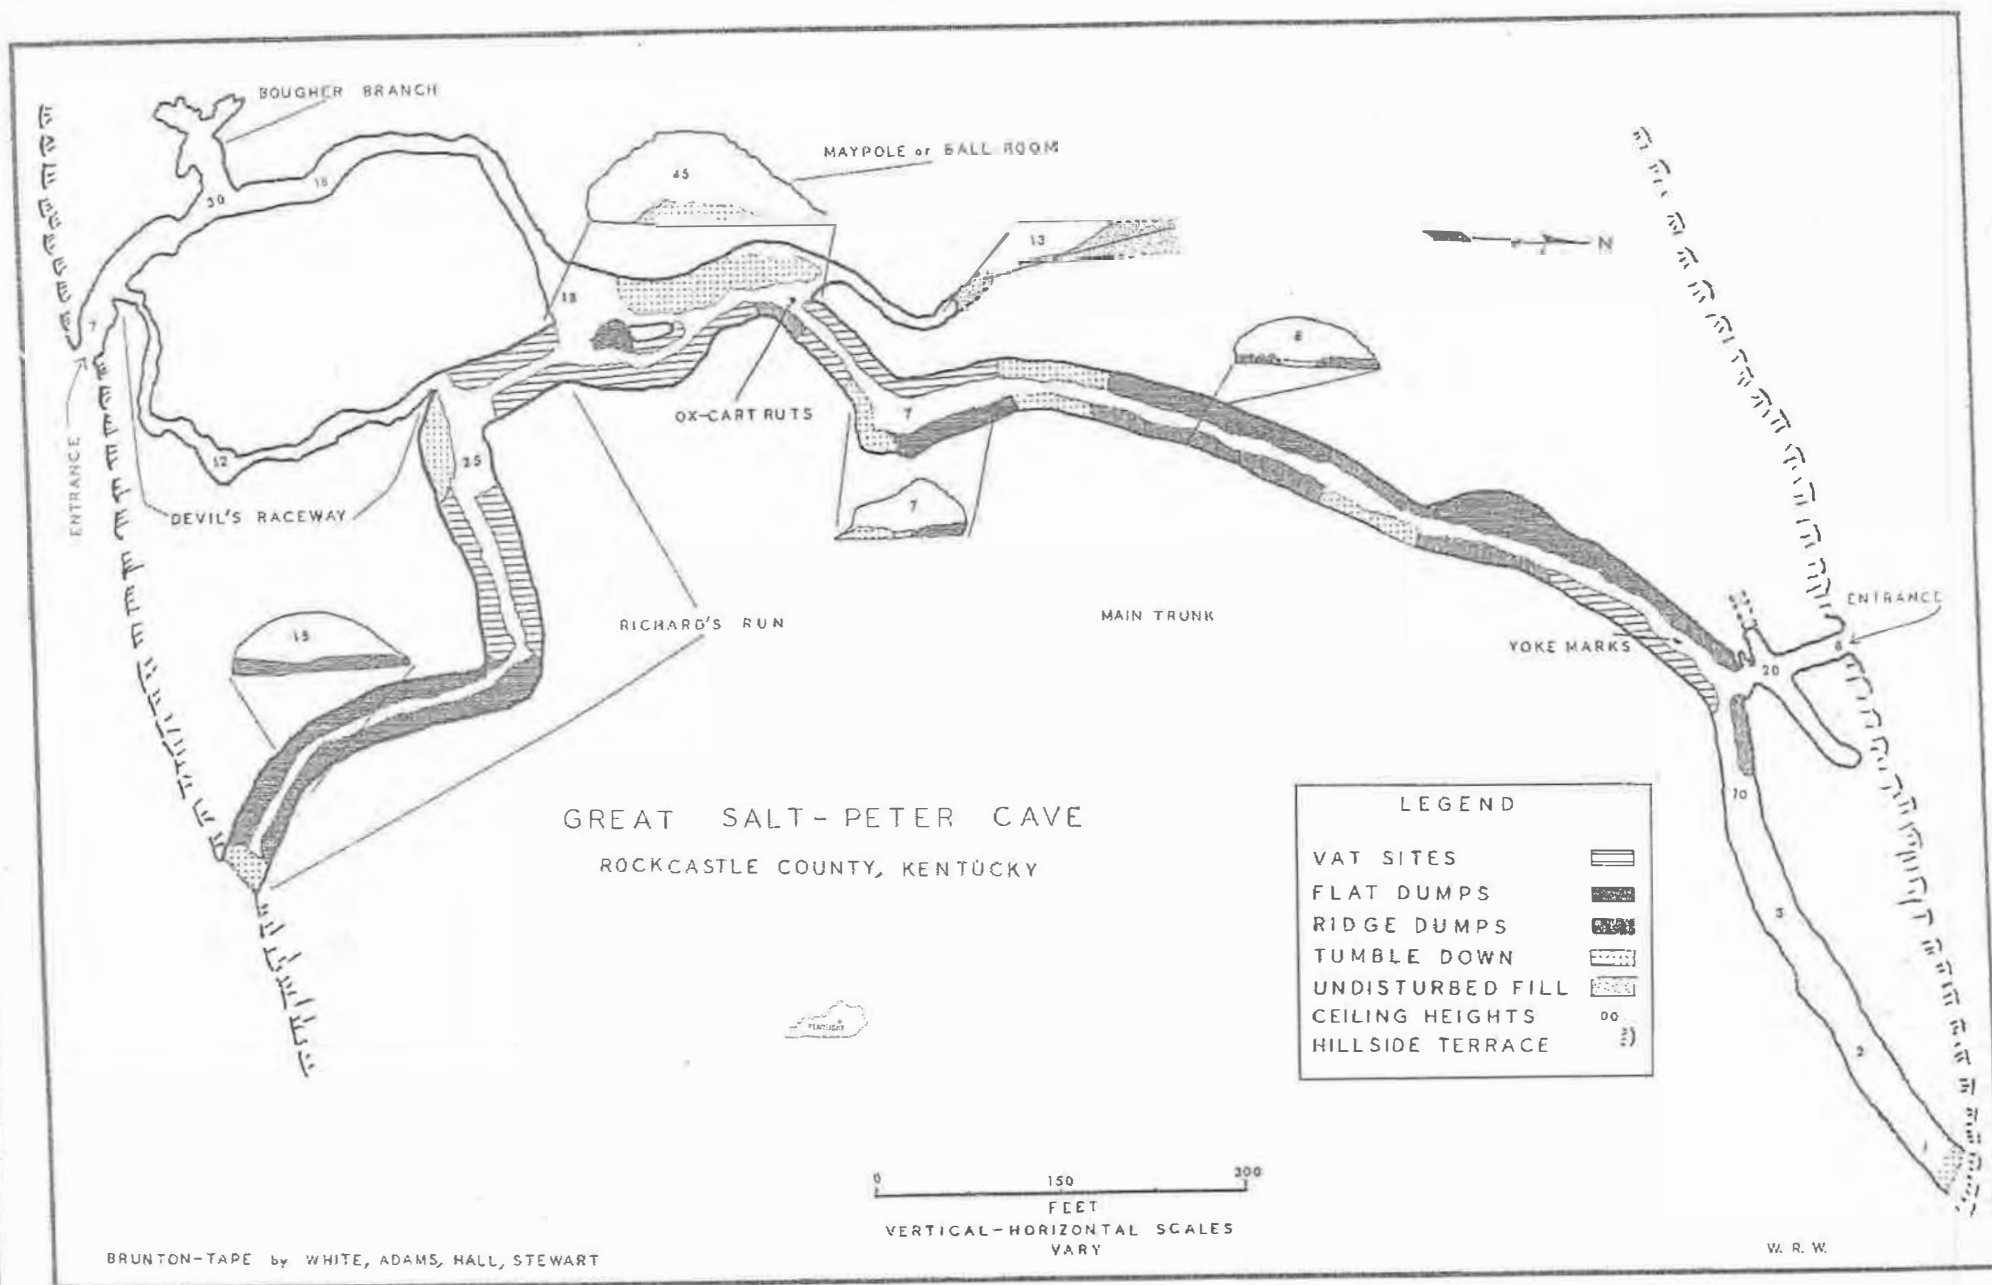 BOUGHER BRANCH
30
18
45
MAYPOLE or BALL ROOM
13
N
7
ENTRANCE
12
DEVIL'S RACEWAY
25
18
OX-CART RUTS
7
7
8
15
RICHARD'S RUN
MAIN TRUNK
YOKE MARKS
ENTRANCE
20
10
3
2
1
GREAT SALT-PETER CAVE
ROCKCASTLE COUNTY, KENTUCKY
KENTUCKY
LEGEND
VAT SITES
FLAT DUMPS
RIDGE DUMPS
TUMBLE DOWN
UNDISTURBED FILL
CEILING HEIGHTS 00
HILLSIDE TERRACE
0 150 300
FEET
VERTICAL-HORIZONTAL SCALES
VARY
BRUNTON-TAPE by WHITE, ADAMS, HALL, STEWART
W. R. W.